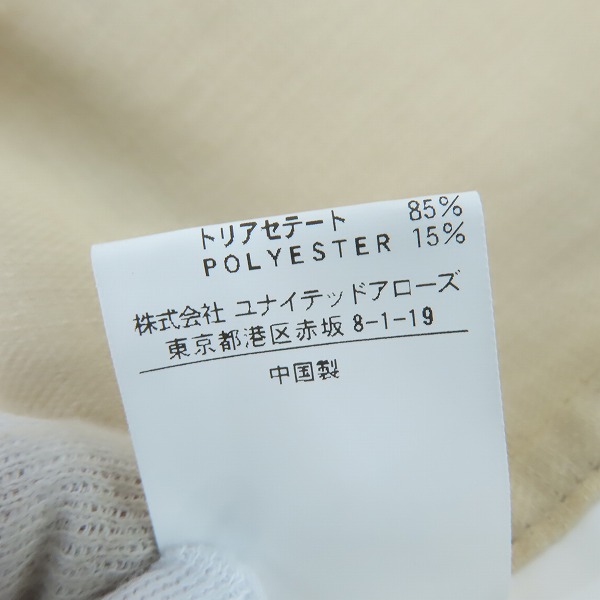 トリアセテート 85%
POLYESTER 15%
株式会社 ユナイテッドアローズ
東京都港区赤坂 8-1-19
中国製